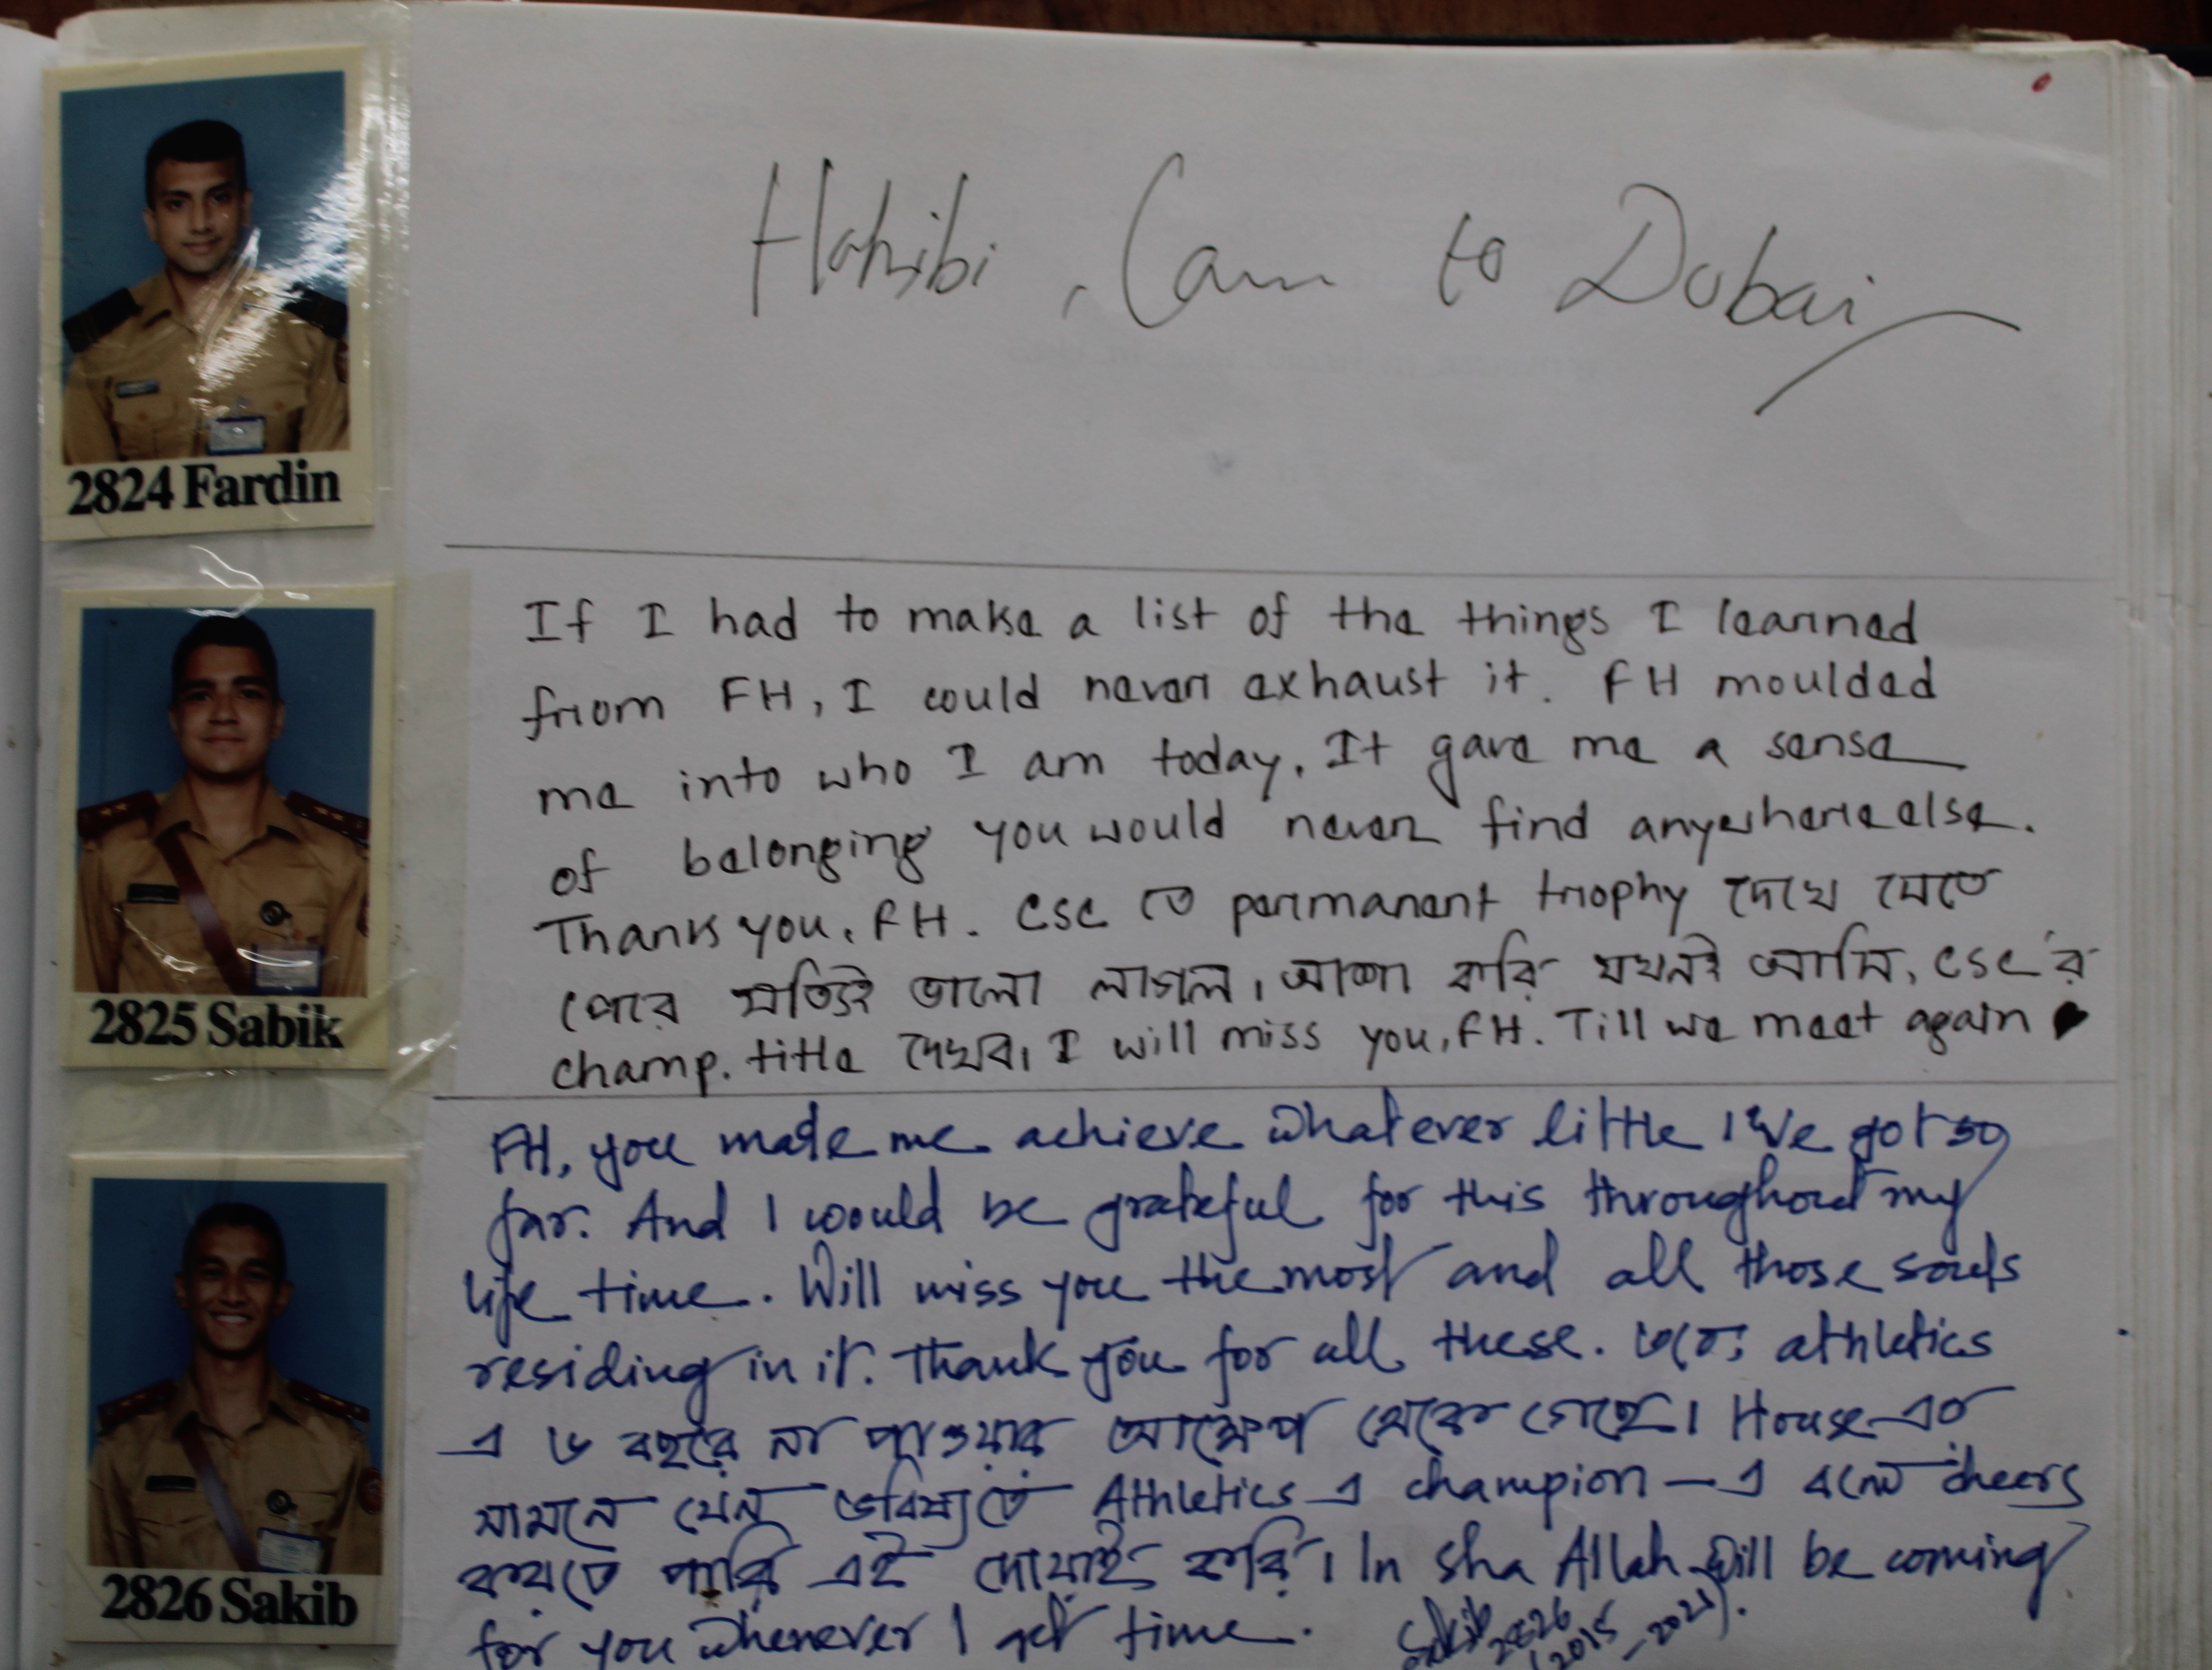 Habibi, Cam to Dubai
2824 Fardin
If I had to make a list of the things I learned
from FH, I could never exhaust it. FH moulded
me into who I am today. It gave me a sense
of belonging you would never find anywhere else.
Thank you, FH. CSC তে permanent trophy দেখে যেতে
পেরে সত্যিই ভালো লাগল। আশা করি যখনই আসি, CSC'র
champ. title দেখব। I will miss you, FH. Till we meet again
2825 Sabik
FH, you made me achieve whatever little I've got so
far. And I would be grateful for this throughout my
life time. Will miss you the most and all those souls
residing in it. Thank you for all these. তবে athletics
এ ৬ বছরে না পাওয়ার আক্ষেপ থেকে গেছে। House এর
সামনে যেন ভবিষ্যতে Athletics এ champion – এ বলে cheers
করতে পারি এই দোয়াই করি। In sha Allah will be coming
for you whenever I get time.
Sakib 2826
(2015-2021).
2826 Sakib